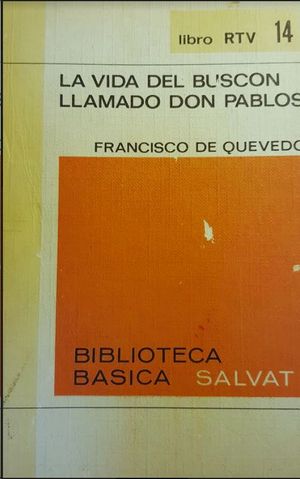 libro RTV 14
LA VIDA DEL BUSCON
LLAMADO DON PABLOS
FRANCISCO DE QUEVEDO
BIBLIOTECA
BASICA SALVAT